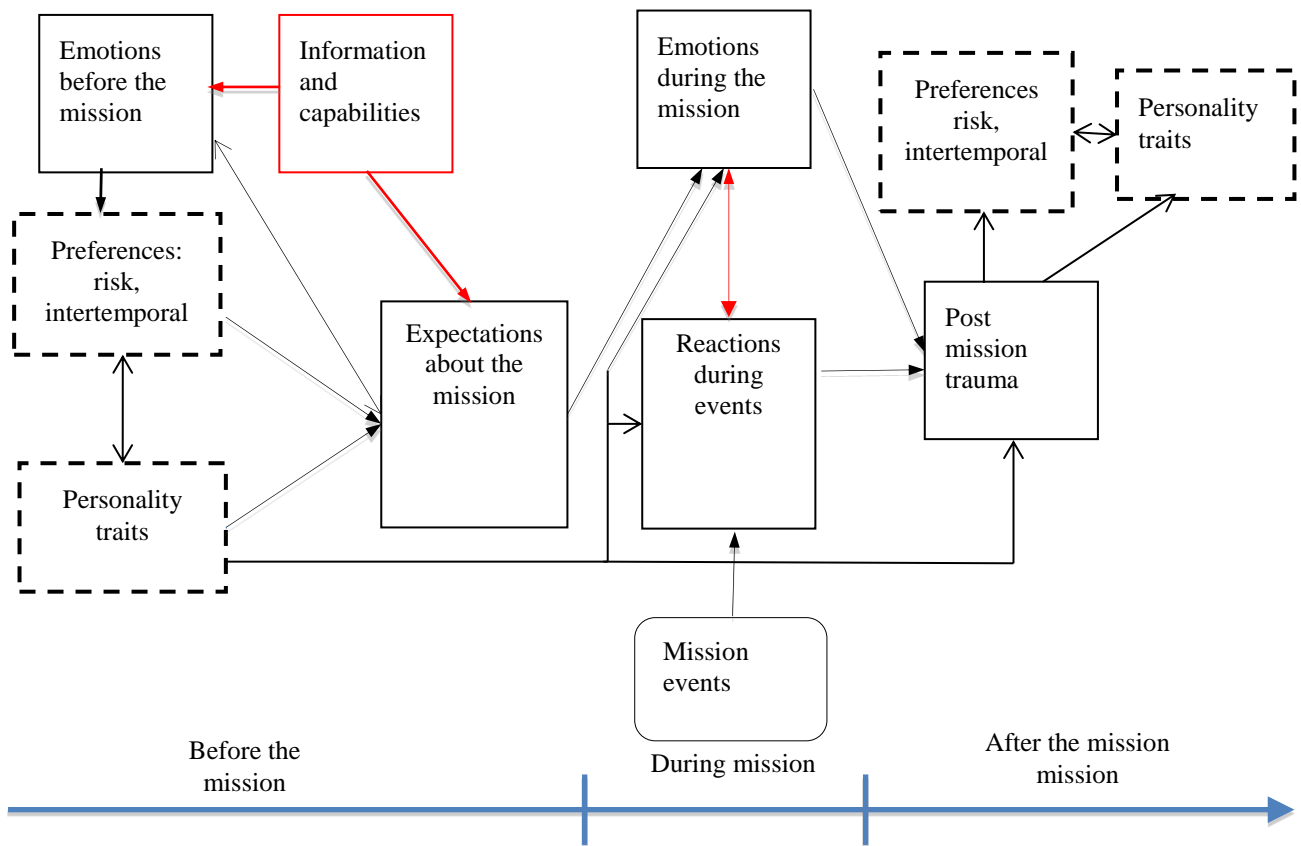 Emotions
before the
mission
Information
and
capabilities
Emotions
during the
mission
Preferences
risk,
intertemporal
Personality
traits
Preferences:
risk,
intertemporal
Expectations
about the
mission
Reactions
during
events
Post
mission
trauma
Personality
traits
Mission
events
Before the
mission
During mission
After the mission
mission